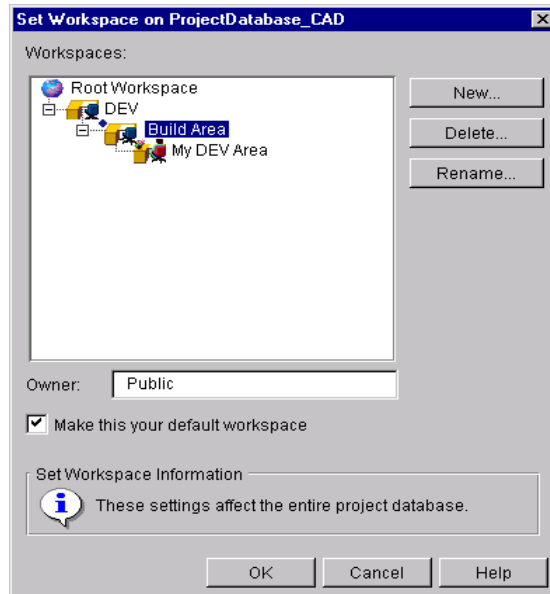 Set Workspace on ProjectDatabase_CAD
Workspaces:
Root Workspace
DEV
Build Area
My DEV Area
New...
Delete...
Rename...
Owner: Public
Make this your default workspace
Set Workspace Information
These settings affect the entire project database.
OK Cancel Help